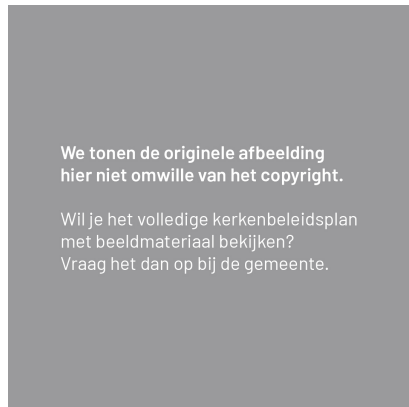 We tonen de originele afbeelding
hier niet omwille van het copyright.
Wil je het volledige kerkenbeleidsplan
met beeldmateriaal bekijken?
Vraag het dan op bij de gemeente.